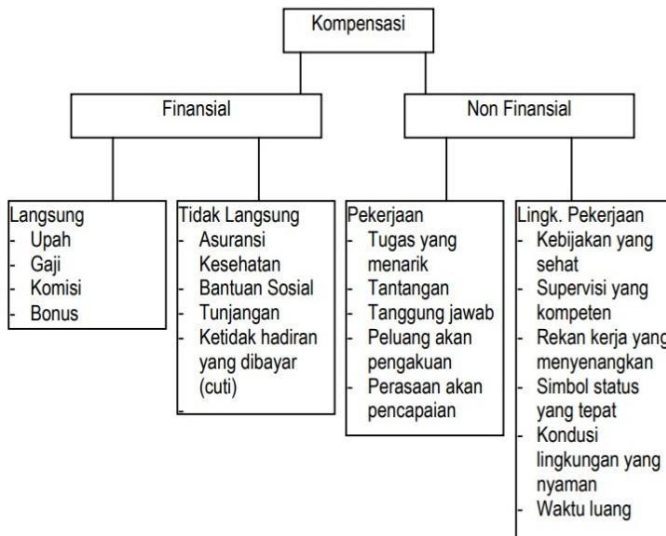 Kompensasi
Finansial
Non Finansial
Langsung
- Upah
- Gaji
- Komisi
- Bonus
Tidak Langsung
- Asuransi
Kesehatan
- Bantuan Sosial
- Tunjangan
- Ketidak hadiran
yang dibayar
(cuti)
-
Pekerjaan
- Tugas yang
menarik
- Tantangan
- Tanggung jawab
- Peluang akan
pengakuan
- Perasaan akan
pencapaian
Lingk. Pekerjaan
- Kebijakan yang
sehat
- Supervisi yang
kompeten
- Rekan kerja yang
menyenangkan
- Simbol status
yang tepat
- Kondusi
lingkungan yang
nyaman
- Waktu luang